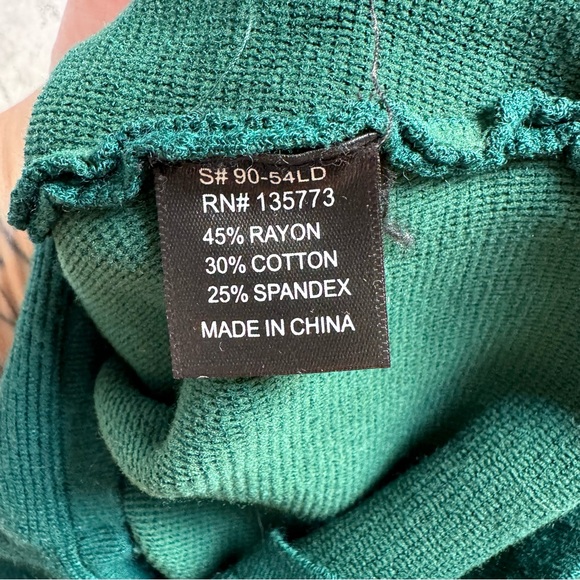 S# 90-54LD
RN# 135773
45% RAYON
30% COTTON
25% SPANDEX
MADE IN CHINA